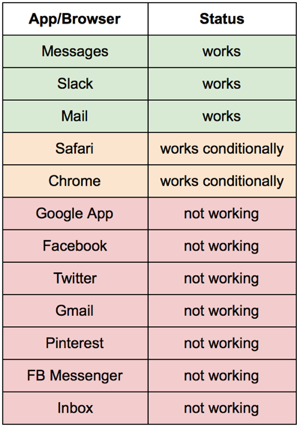 App/Browser Status
Messages works
Slack works
Mail works
Safari works conditionally
Chrome works conditionally
Google App not working
Facebook not working
Twitter not working
Gmail not working
Pinterest not working
FB Messenger not working
Inbox not working